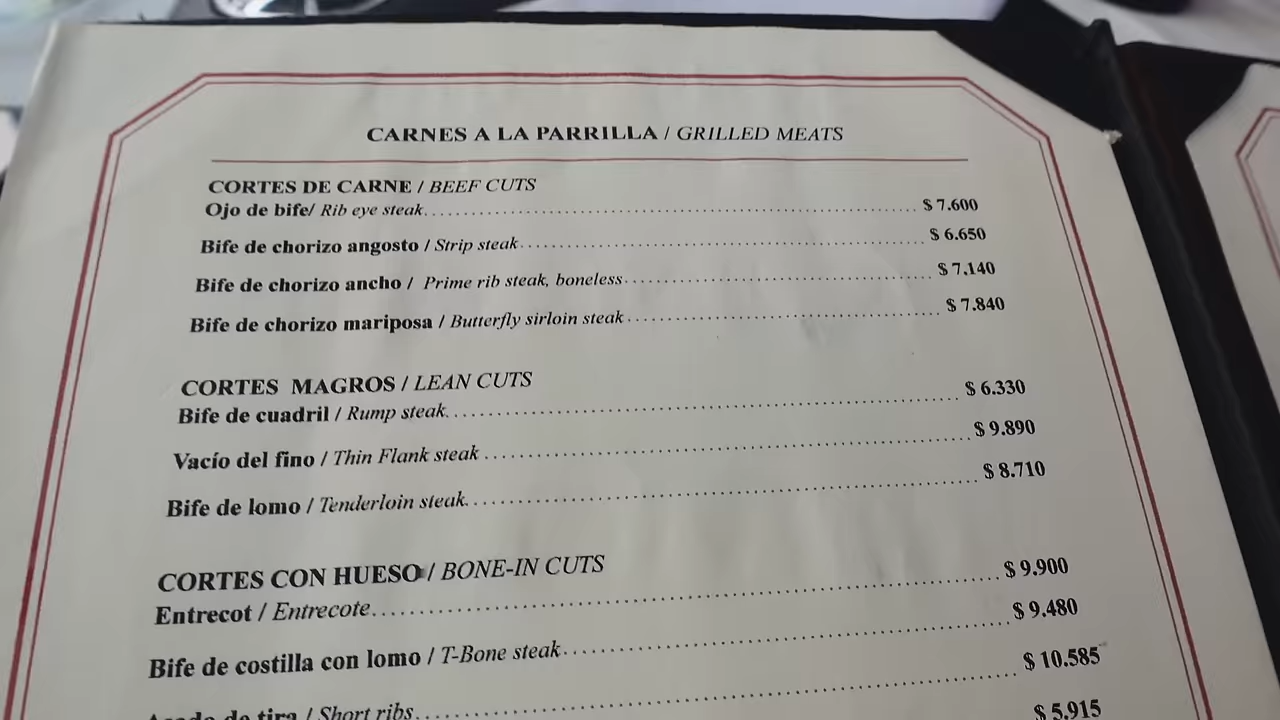 CARNES A LA PARRILLA / GRILLED MEATS
CORTES DE CARNE / BEEF CUTS
Ojo de bife/ Rib eye steak........ $ 7.600
Bife de chorizo angosto / Strip steak........ $ 6.650
Bife de chorizo ancho / Prime rib steak, boneless........ $ 7.140
Bife de chorizo mariposa / Butterfly sirloin steak........ $ 7.840
CORTES MAGROS / LEAN CUTS
Bife de cuadril / Rump steak........ $ 6.330
Vacío del fino / Thin Flank steak........ $ 9.890
Bife de lomo / Tenderloin steak........ $ 8.710
CORTES CON HUESO / BONE-IN CUTS
Entrecot / Entrecote........ $ 9.900
Bife de costilla con lomo / T-Bone steak........ $ 9.480
Asado de tira / Short ribs........ $ 10.585
$ 5.915